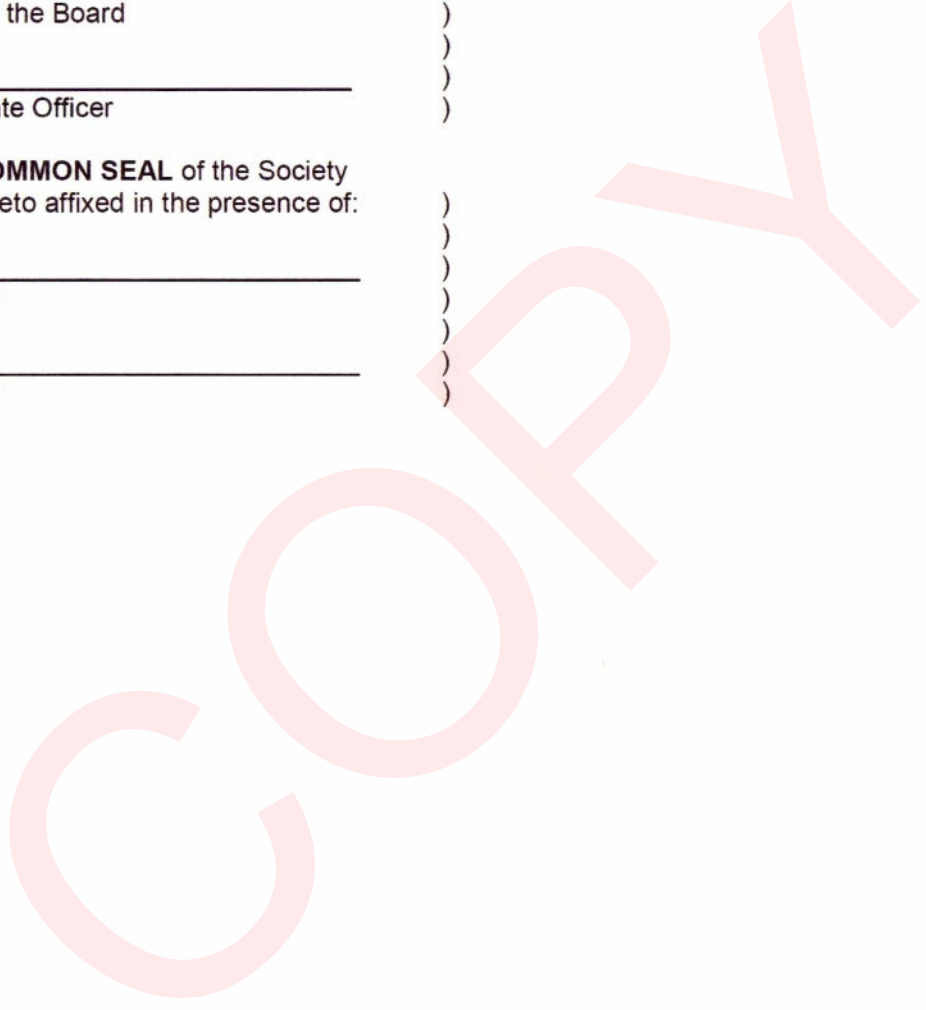 the Board )
)
)
te Officer )
OMMON SEAL of the Society
eto affixed in the presence of: )
)
)
)
)
)
)
COPY